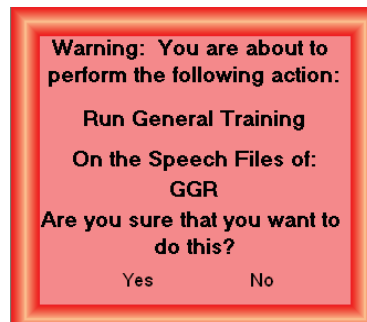 Warning: You are about to
perform the following action:
Run General Training
On the Speech Files of:
GGR
Are you sure that you want to
do this?
Yes No